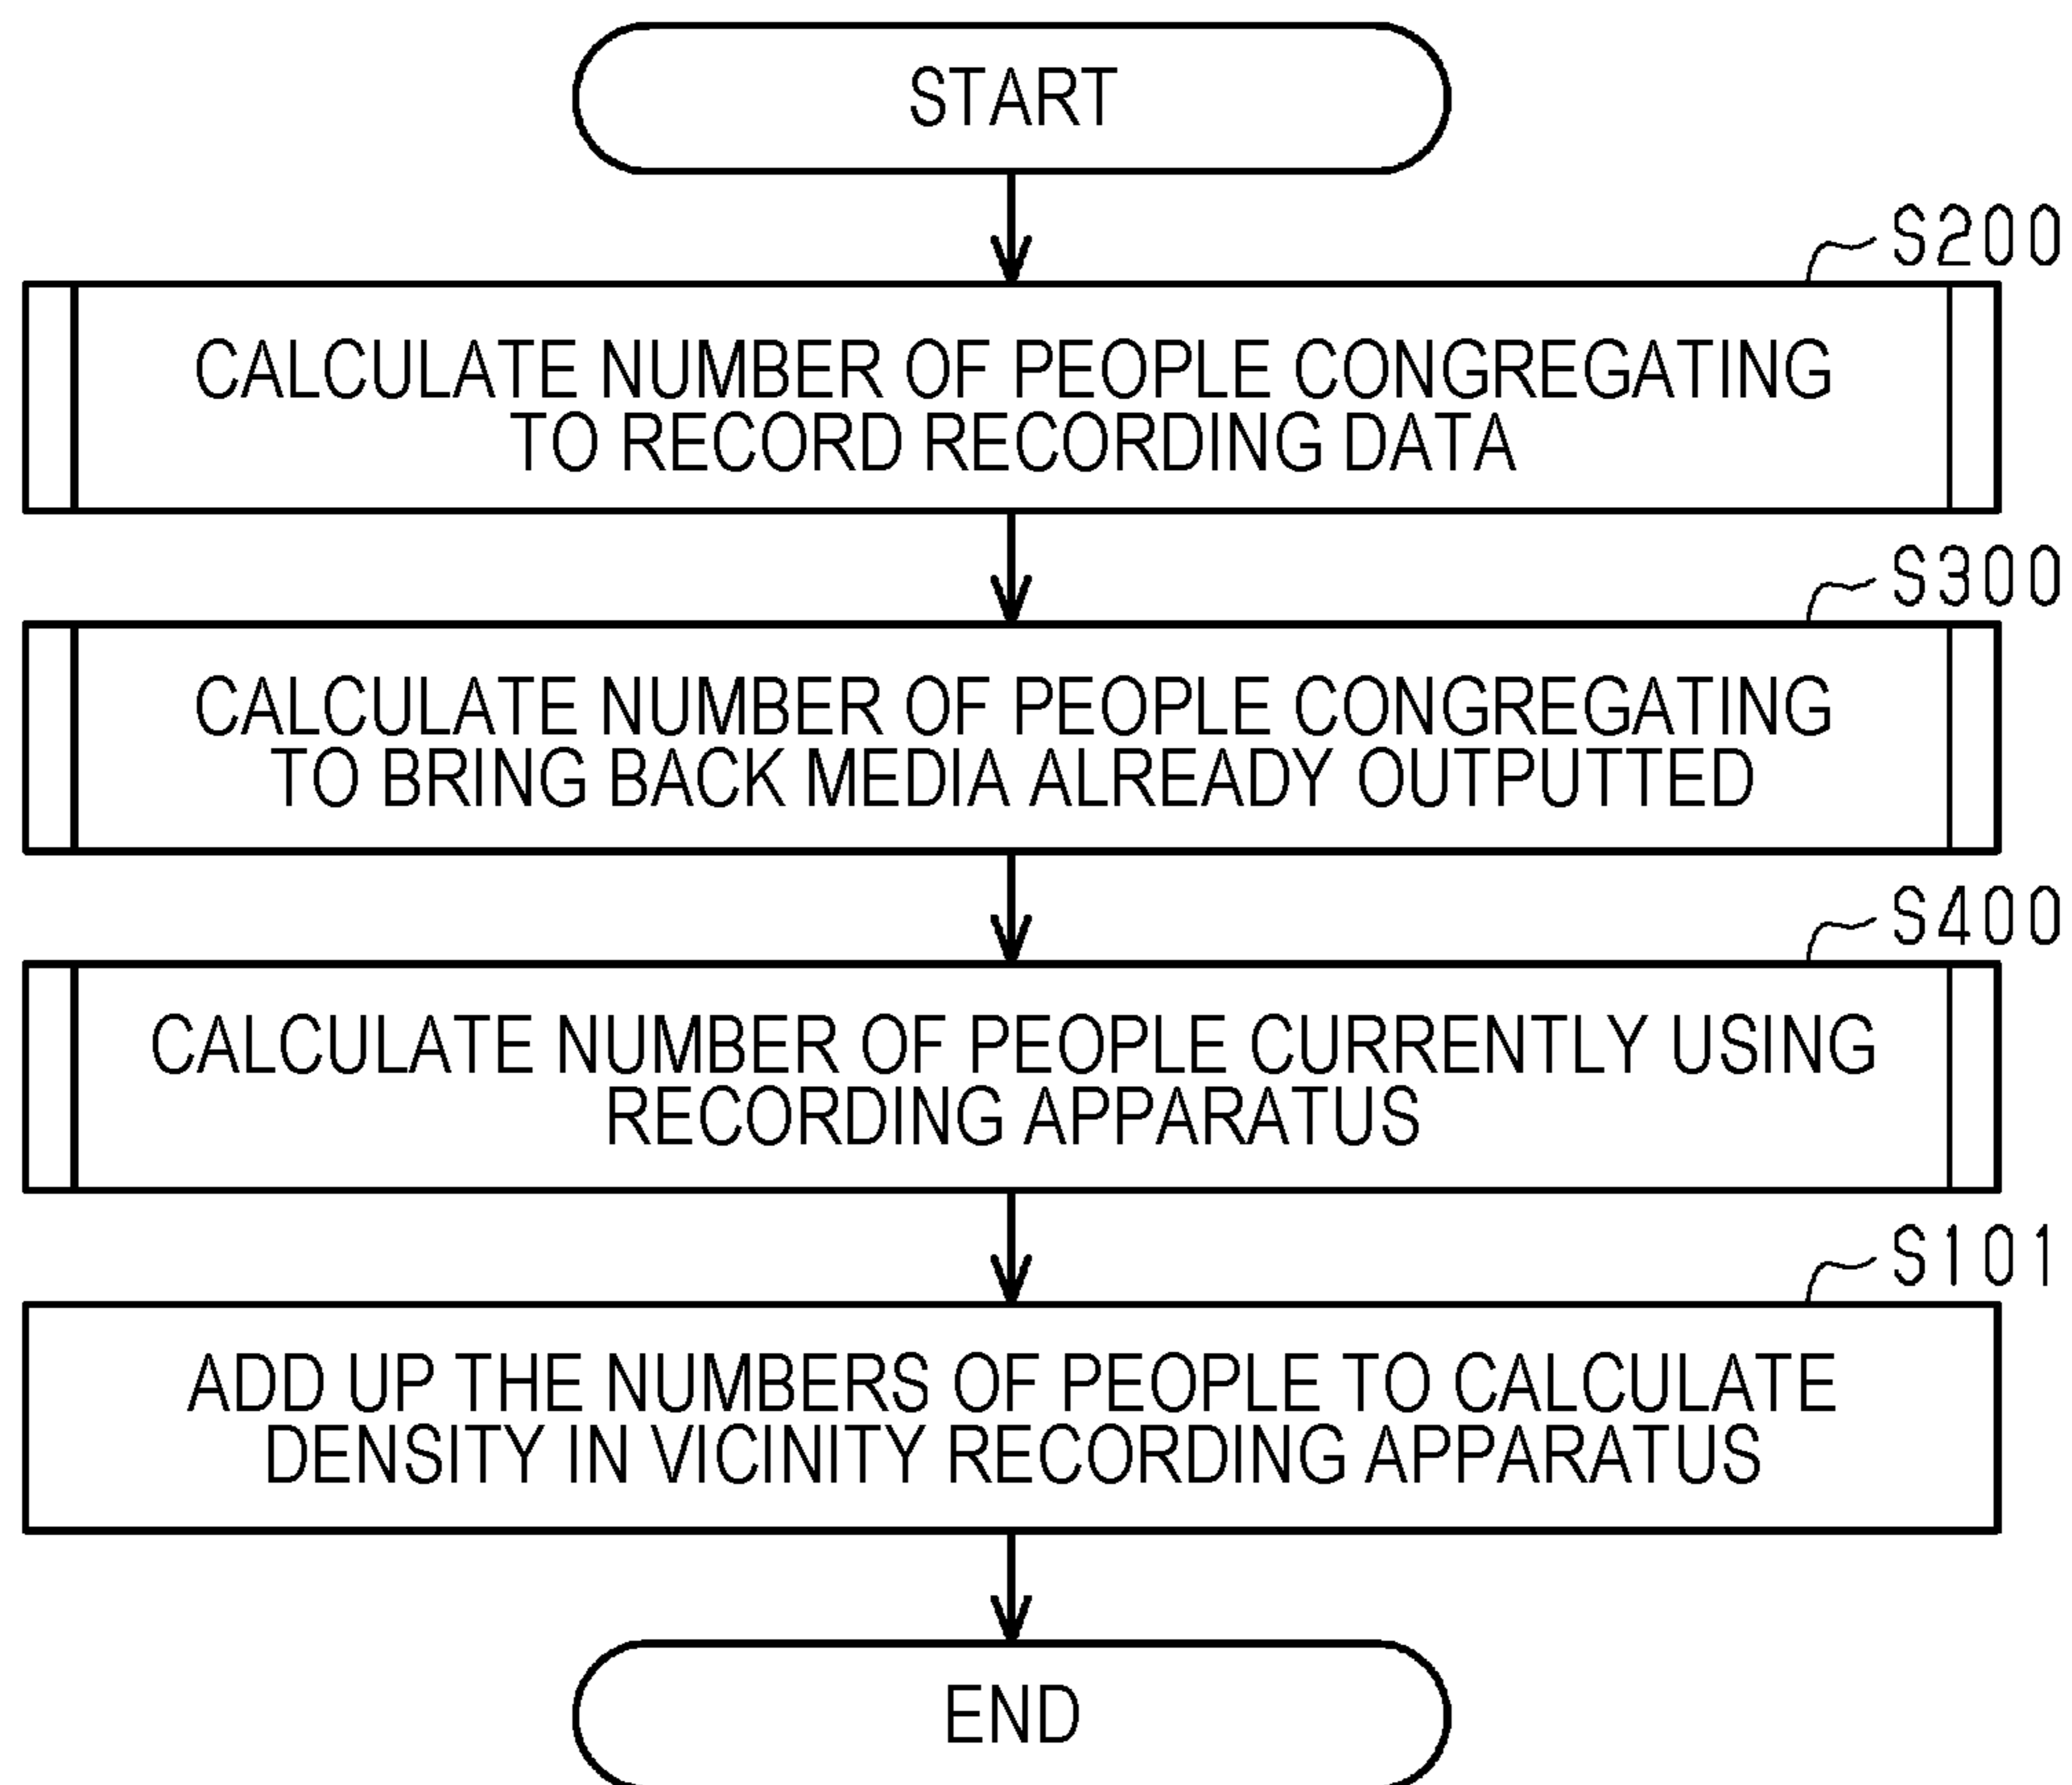 START
S200
CALCULATE NUMBER OF PEOPLE CONGREGATING
TO RECORD RECORDING DATA
S300
CALCULATE NUMBER OF PEOPLE CONGREGATING
TO BRING BACK MEDIA ALREADY OUTPUTTED
S400
CALCULATE NUMBER OF PEOPLE CURRENTLY USING
RECORDING APPARATUS
S101
ADD UP THE NUMBERS OF PEOPLE TO CALCULATE
DENSITY IN VICINITY RECORDING APPARATUS
END